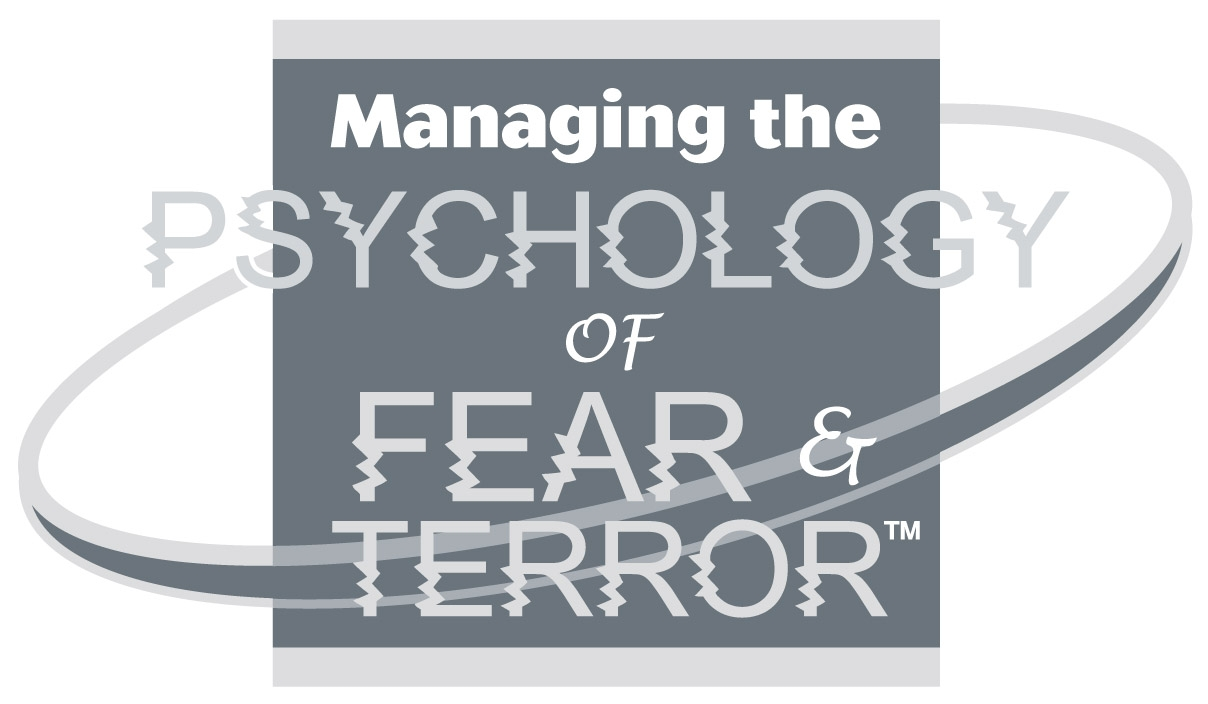 Managing the
PSYCHOLOGY
OF
FEAR &
TERROR™